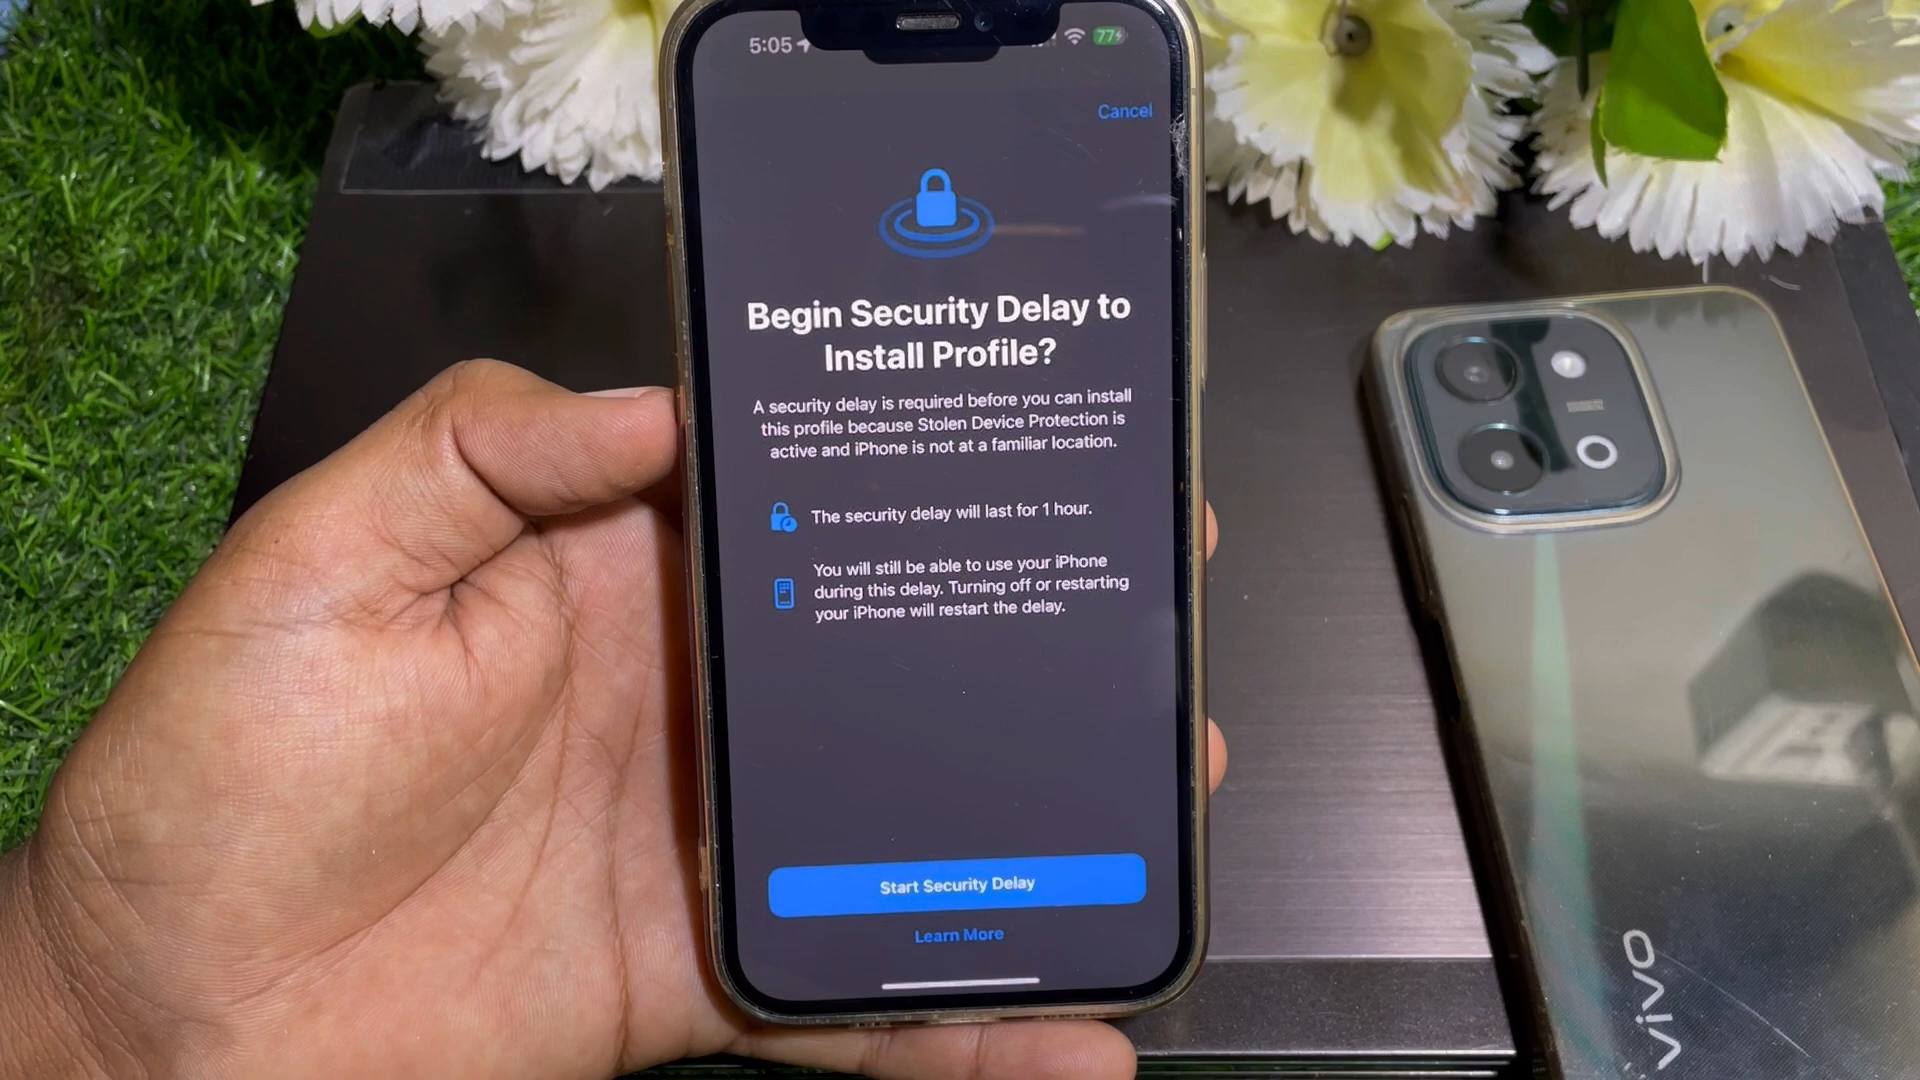 5:05
77
Cancel
Begin Security Delay to
Install Profile?
A security delay is required before you can install
this profile because Stolen Device Protection is
active and iPhone is not at a familiar location.
The security delay will last for 1 hour.
You will still be able to use your iPhone
during this delay. Turning off or restarting
your iPhone will restart the delay.
Start Security Delay
Learn More
vivo